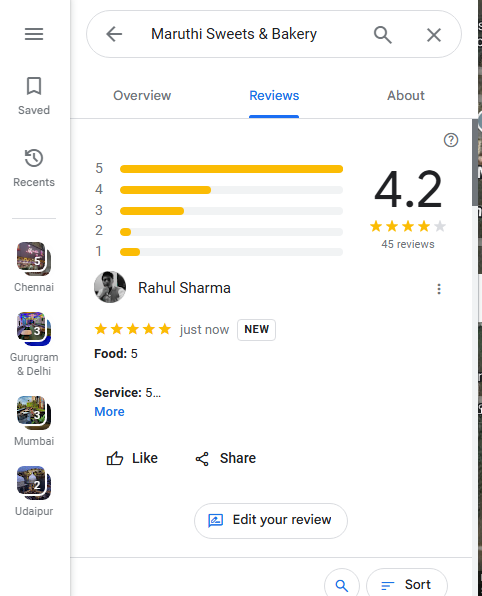 Maruthi Sweets & Bakery
Saved
Recents
5
Chennai
3
Gurugram
& Delhi
3
Mumbai
2
Udaipur
Overview Reviews About
5
4
3
2
1
4.2
45 reviews
Rahul Sharma
just now NEW
Food: 5
Service: 5...
More
Like Share
Edit your review
Sort